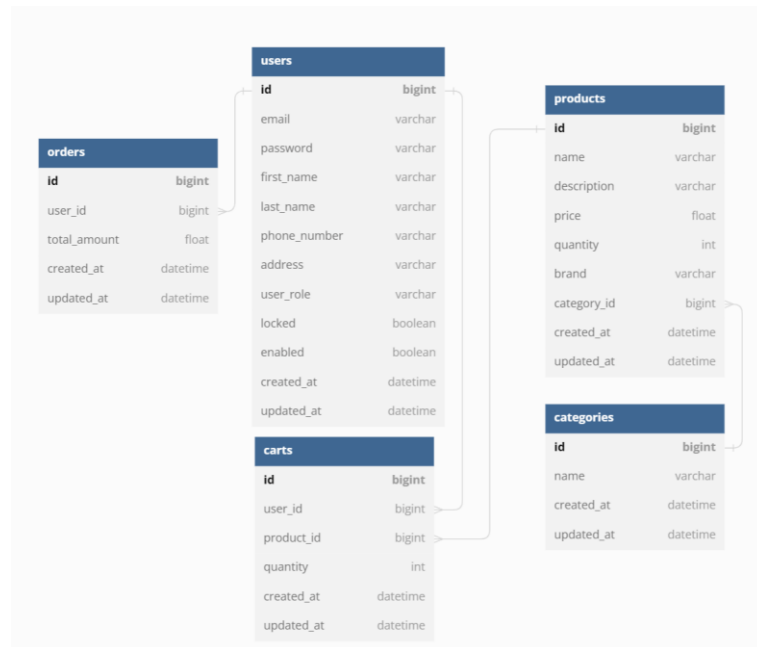 users
id bigint
email varchar
password varchar
first_name varchar
last_name varchar
phone_number varchar
address varchar
user_role varchar
locked boolean
enabled boolean
created_at datetime
updated_at datetime
products
id bigint
name varchar
description varchar
price float
quantity int
brand varchar
category_id bigint
created_at datetime
updated_at datetime
orders
id bigint
user_id bigint
total_amount float
created_at datetime
updated_at datetime
categories
id bigint
name varchar
created_at datetime
updated_at datetime
carts
id bigint
user_id bigint
product_id bigint
quantity int
created_at datetime
updated_at datetime